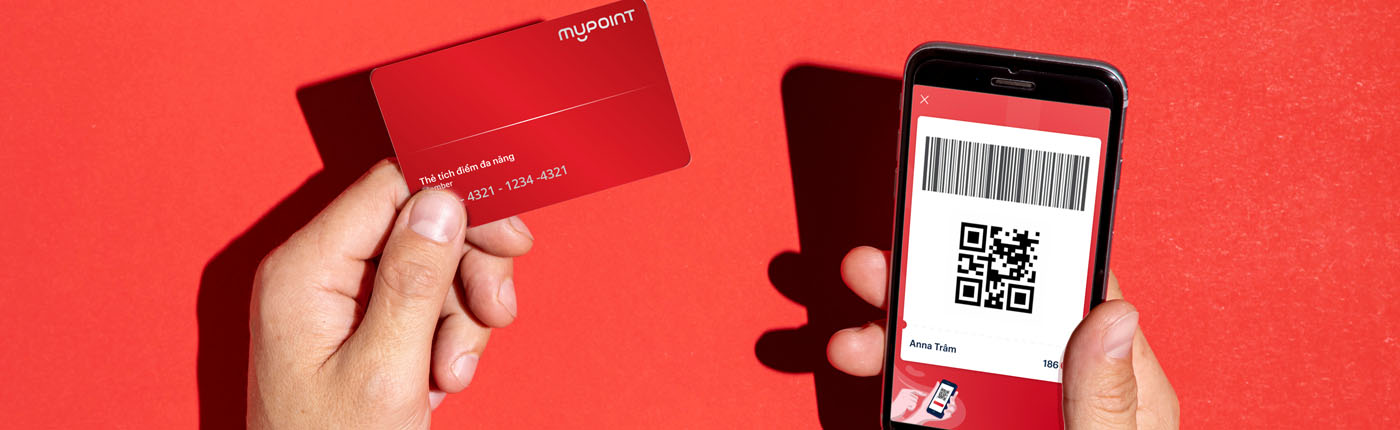 mypoint
Thẻ tích điểm đa năng
- 4321 - 1234 -4321
Anna Trâm
186